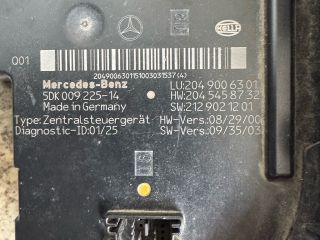 HELLA
001
2049006301151003031537(4)
Mercedes-Benz LU:204 900 63 01
5DK 009 225-14 HW:204 545 87 32
Made in Germany SW:212 902 12 01
Type:Zentralsteuergerät HW-Vers.:08/29/00
Diagnostic-ID:01/25 SW-Vers.:09/35/03